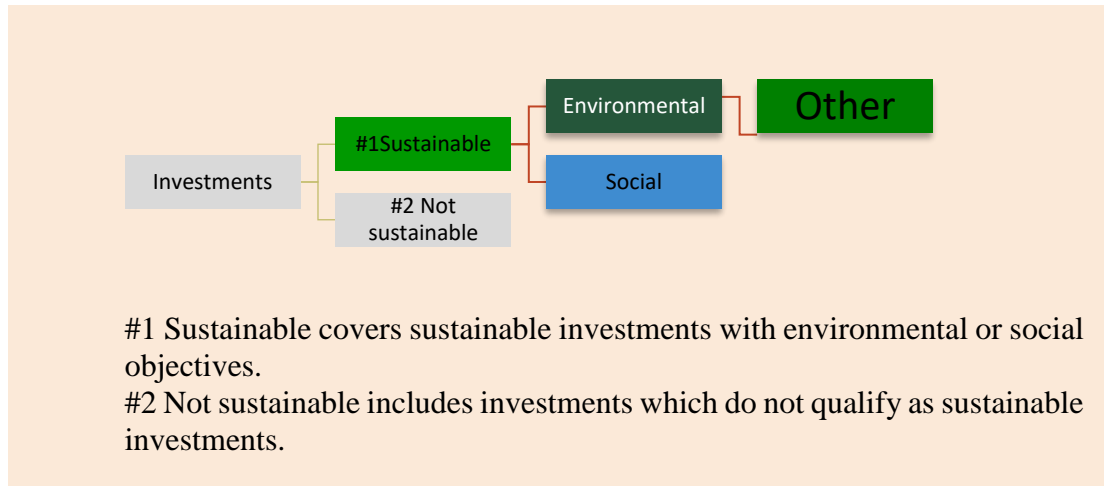 Investments
#1Sustainable
#2 Not
sustainable
Environmental
Social
Other
#1 Sustainable covers sustainable investments with environmental or social
objectives.
#2 Not sustainable includes investments which do not qualify as sustainable
investments.